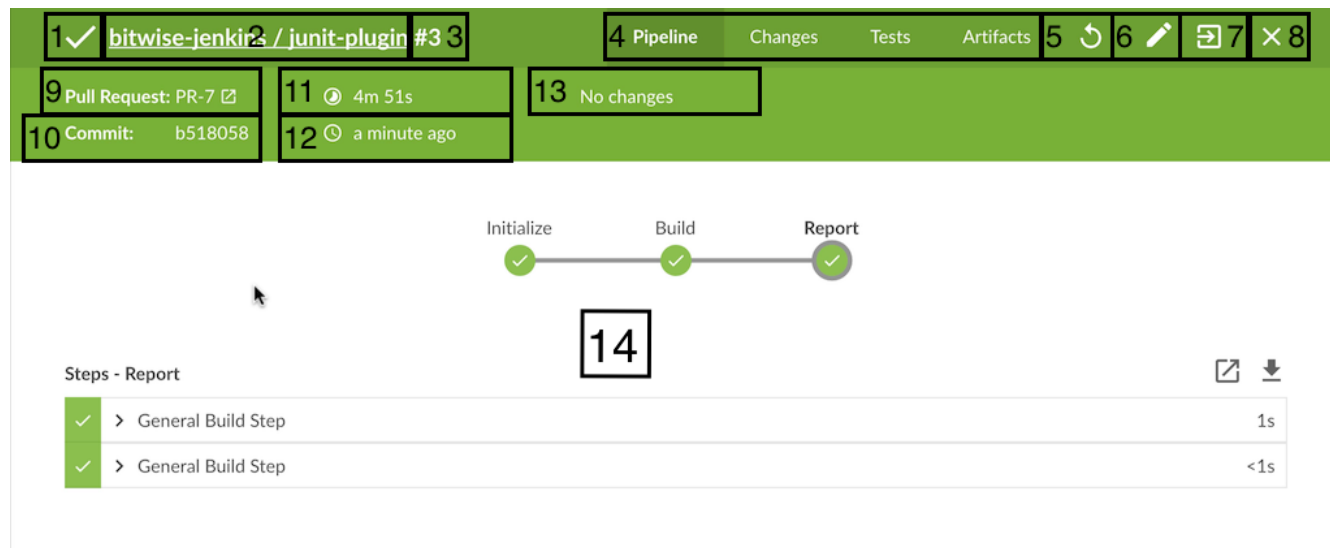 1 bitwise-jenkins / junit-plugin 2 #3 3 4 Pipeline Changes Tests Artifacts 5 6 7 8
9 Pull Request: PR-7 11 4m 51s 13 No changes
10 Commit: b518058 12 a minute ago
Initialize Build Report
14
Steps - Report
General Build Step 1s
General Build Step <1s